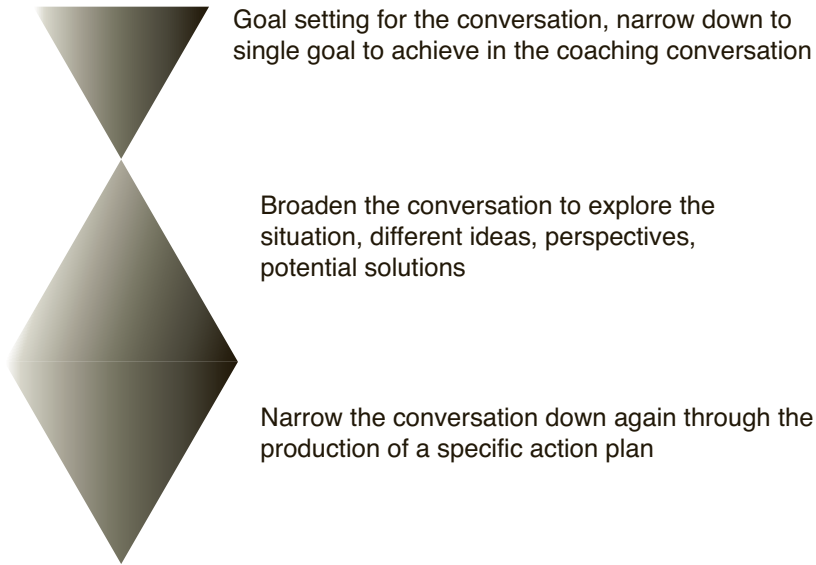 Goal setting for the conversation, narrow down to
single goal to achieve in the coaching conversation
Broaden the conversation to explore the
situation, different ideas, perspectives,
potential solutions
Narrow the conversation down again through the
production of a specific action plan